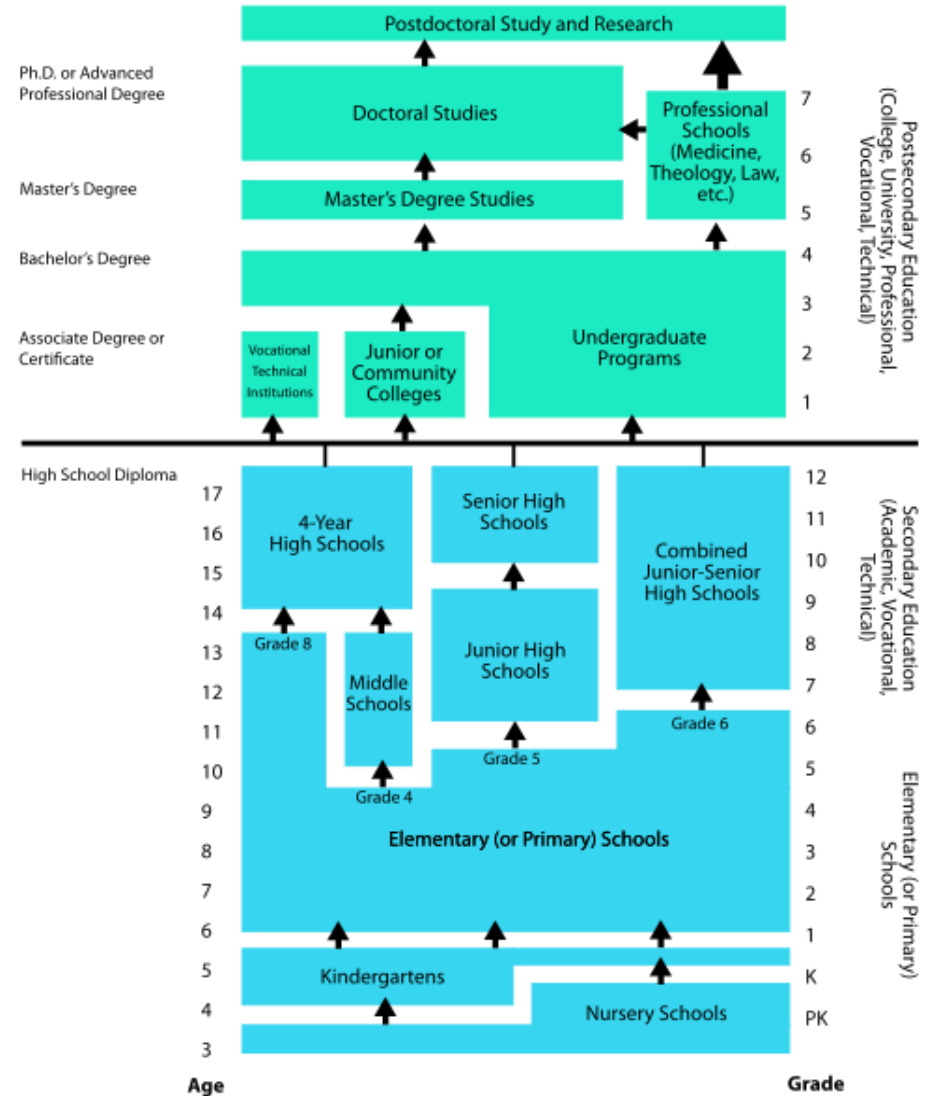 Postdoctoral Study and Research
Ph.D. or Advanced
Professional Degree
Doctoral Studies
Professional
Schools
(Medicine,
Theology, Law,
etc.)
7
6
5
Master's Degree
Master's Degree Studies
Bachelor's Degree
4
3
2
1
Associate Degree or
Certificate
Vocational
Technical
Institutions
Junior or
Community
Colleges
Undergraduate
Programs
Postsecondary Education
(College, University, Professional,
Vocational, Technical)
High School Diploma
17
16
15
14
13
12
11
10
9
8
7
6
5
4
3
Age
4-Year
High Schools
Senior High
Schools
Combined
Junior-Senior
High Schools
Grade 8
Middle
Schools
Junior High
Schools
Grade 4
Grade 5
Grade 6
Elementary (or Primary) Schools
Kindergartens
Nursery Schools
12
11
10
9
8
7
6
5
4
3
2
1
K
PK
Grade
Secondary Education
(Academic, Vocational,
Technical)
Elementary (or Primary)
Schools